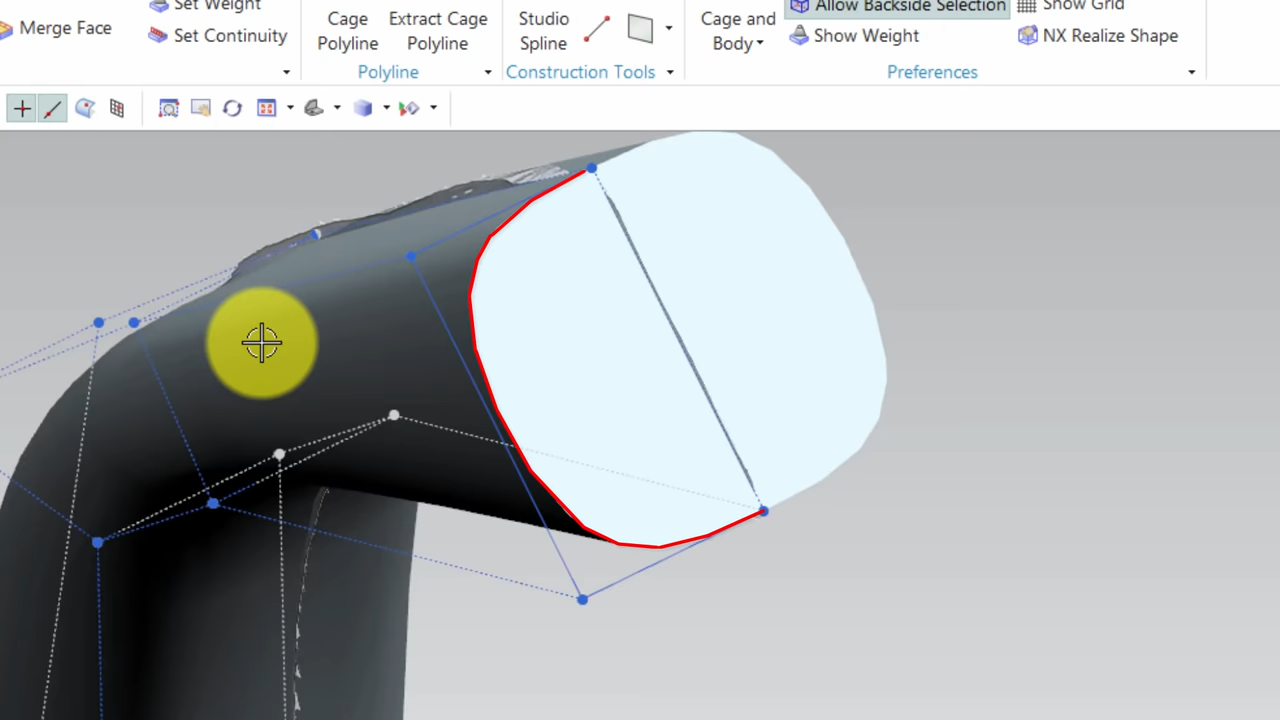 Set Weight
Merge Face
Set Continuity
Cage
Polyline
Extract Cage
Polyline
Polyline
Studio
Spline
Construction Tools
Cage and
Body
Allow Backside Selection
Show Weight
Show Grid
NX Realize Shape
Preferences